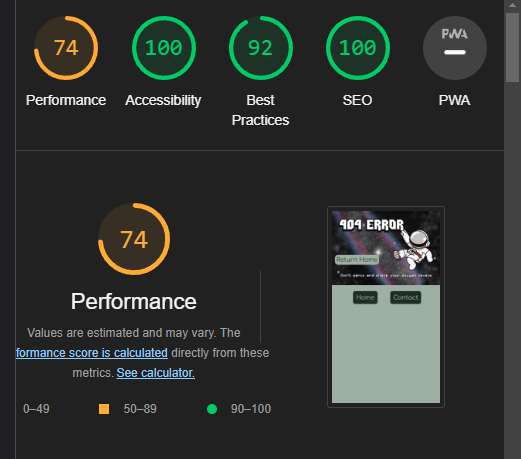 74
100
92
100
PWA
Performance
Accessibility
Best
Practices
SEO
PWA
74
Performance
Values are estimated and may vary. The
formance score is calculated directly from these
metrics. See calculator.
0–49
50–89
90–100
404 ERROR
Return Home
Don't panic and check your oxygen levels
Home
Contact